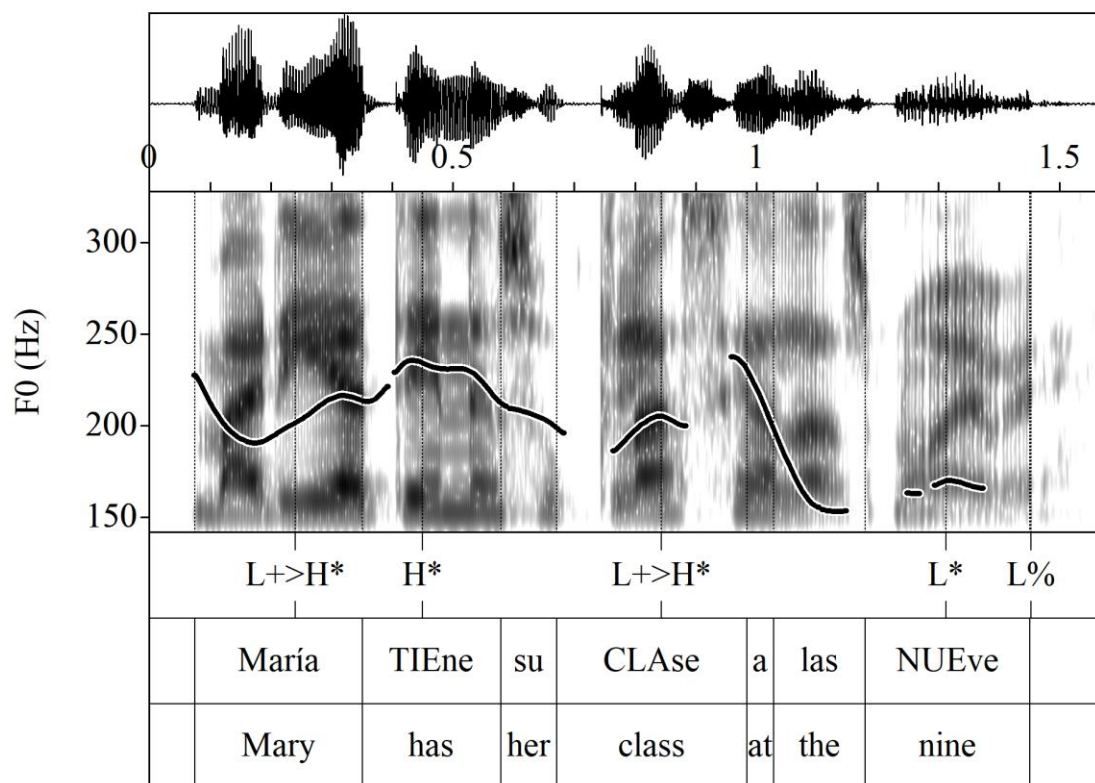 0 0.5 1 1.5
300
250
200
150
F0 (Hz)
L+>H* H* L+>H* L* L%
María TIEne su CLAse a las NUEve
Mary has her class at the nine